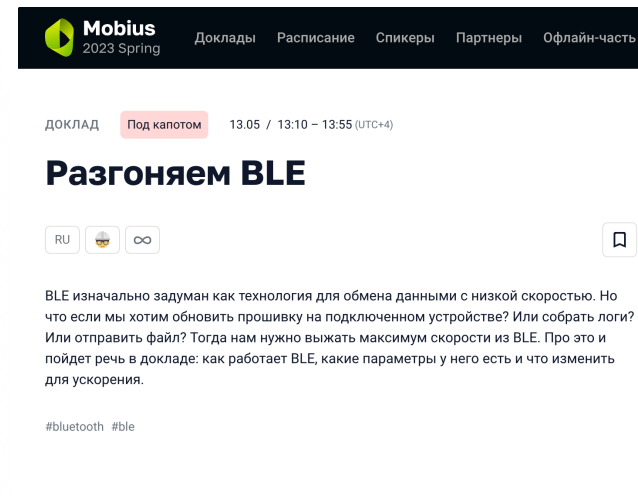 Mobius
2023 Spring
Доклады Расписание Спикеры Партнеры Офлайн-часть
ДОКЛАД Под капотом 13.05 / 13:10 – 13:55 (UTC+4)
Разгоняем BLE
RU
BLE изначально задуман как технология для обмена данными с низкой скоростью. Но
что если мы хотим обновить прошивку на подключенном устройстве? Или собрать логи?
Или отправить файл? Тогда нам нужно выжать максимум скорости из BLE. Про это и
пойдет речь в докладе: как работает BLE, какие параметры у него есть и что изменить
для ускорения.
#bluetooth #ble